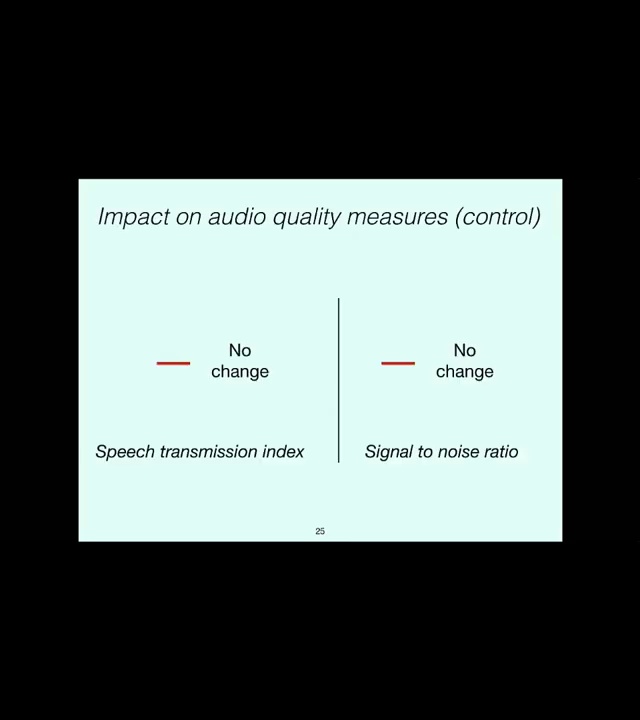 Impact on audio quality measures (control)
No
change
No
change
Speech transmission index
Signal to noise ratio
25